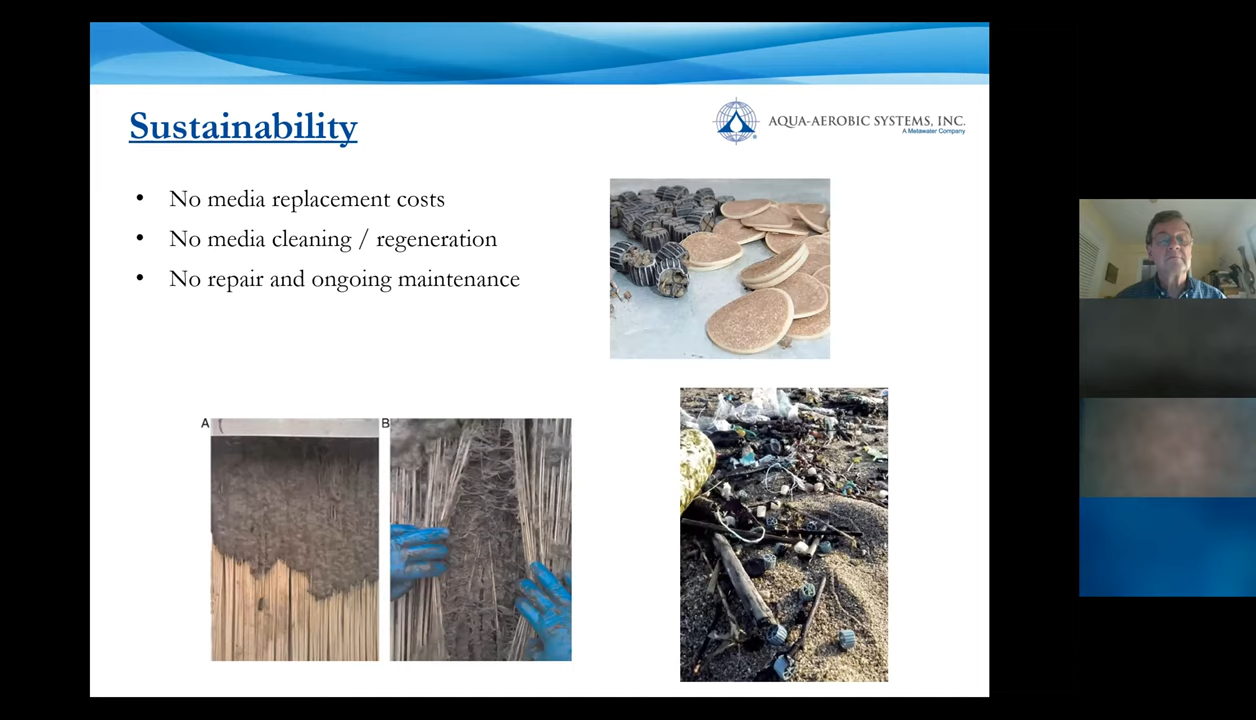 Sustainability
AQUA-AEROBIC SYSTEMS, INC.
A Metawater Company
• No media replacement costs
• No media cleaning / regeneration
• No repair and ongoing maintenance
A
B